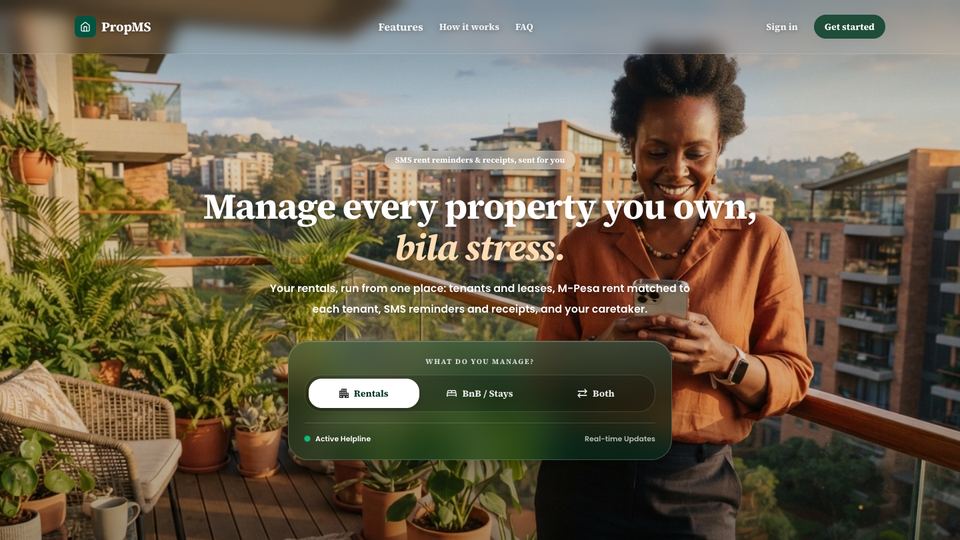 PropMS
Features
How it works
FAQ
Sign in
Get started
SMS rent reminders & receipts, sent for you
Manage every property you own,
bila stress.
Your rentals, run from one place: tenants and leases, M-Pesa rent matched to
each tenant, SMS reminders and receipts, and your caretaker.
WHAT DO YOU MANAGE?
Rentals
BnB / Stays
Both
Active Helpline
Real-time Updates